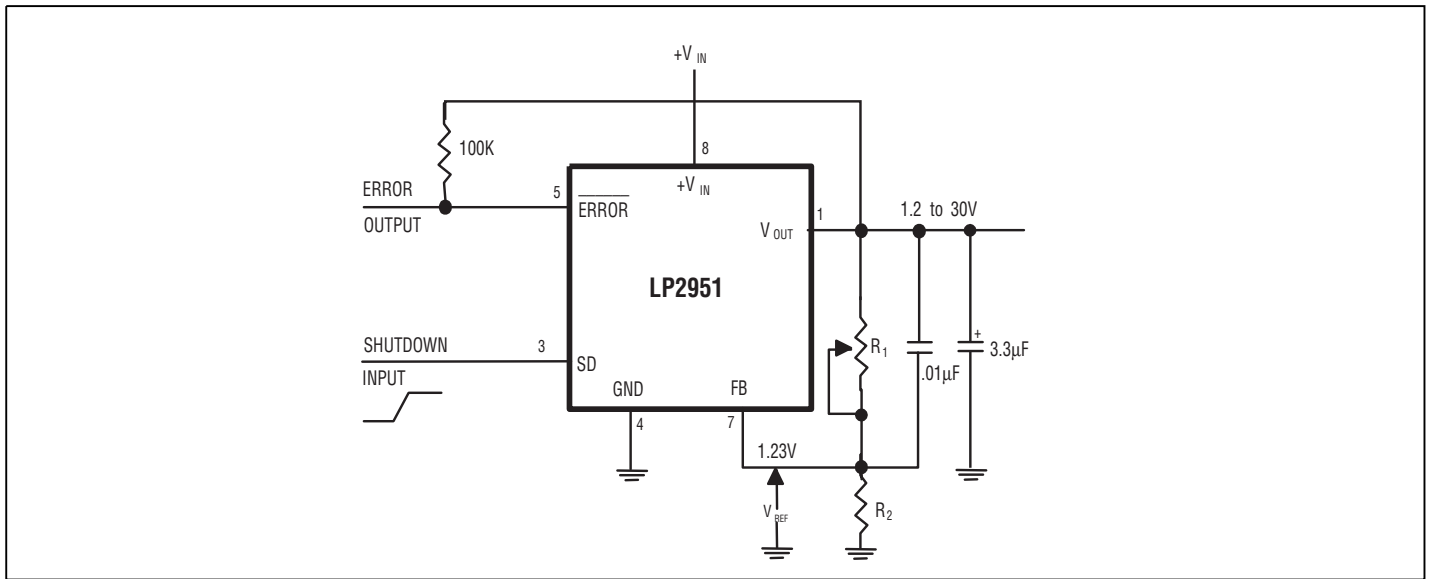 +V IN
100K
8
+V IN
ERROR
OUTPUT
5
ERROR
1
1.2 to 30V
V OUT
LP2951
SHUTDOWN
INPUT
3
SD
R1
.01µF
+
3.3µF
GND
FB
4
7
1.23V
V REF
R2